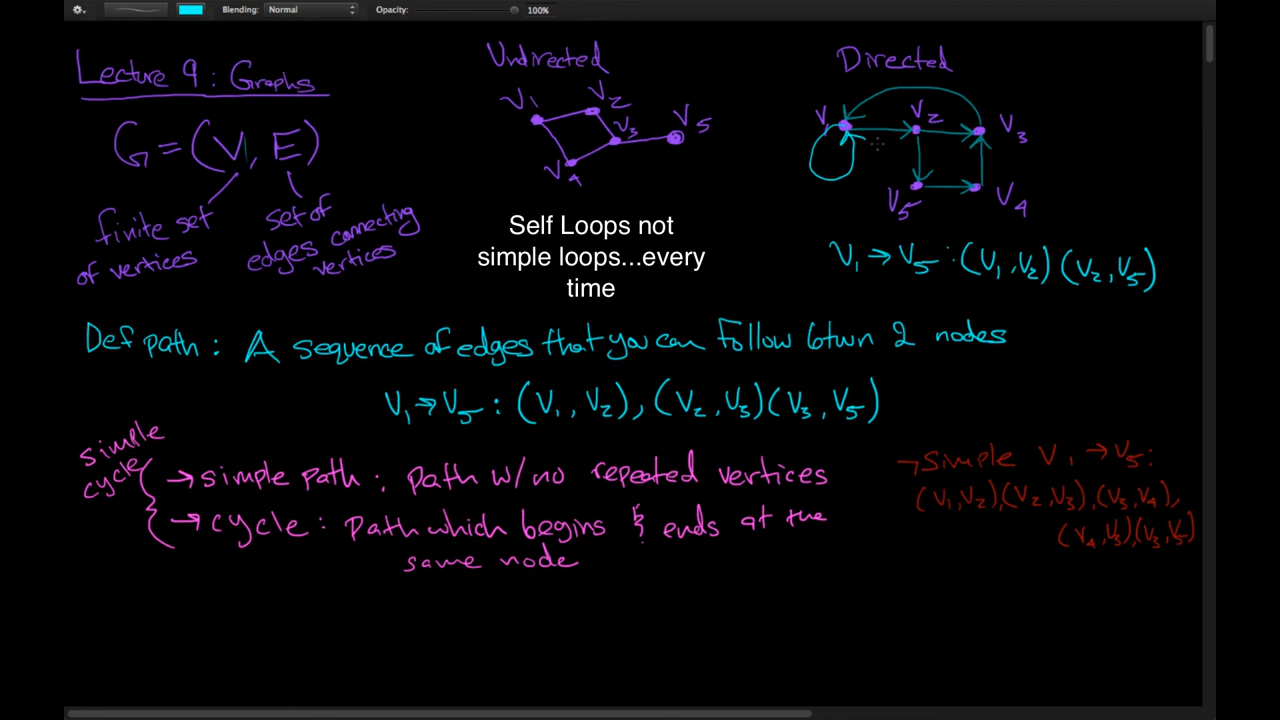 Blending: Normal Opacity: 100%
Lecture 9 : Graphs
G = (V, E)
finite set
of vertices
set of
edges connecting
vertices
Undirected
V1 V2
V3 V5
V4
Directed
V1 V2 V3
V5 V4
V1 → V5 : (V1, V2) (V2, V5)
Self Loops not
simple loops...every
time
Def path : A sequence of edges that you can follow btwn 2 nodes
V1 → V5 : (V1, V2), (V2, V3) (V3, V5)
simple
cycle
→ simple path : path w/ no repeated vertices
→ cycle : path which begins & ends at the
same node
¬Simple V1 → V5 :
(V1, V2)(V2, V3),(V3, V4),
(V4, V3),(V3, V5)